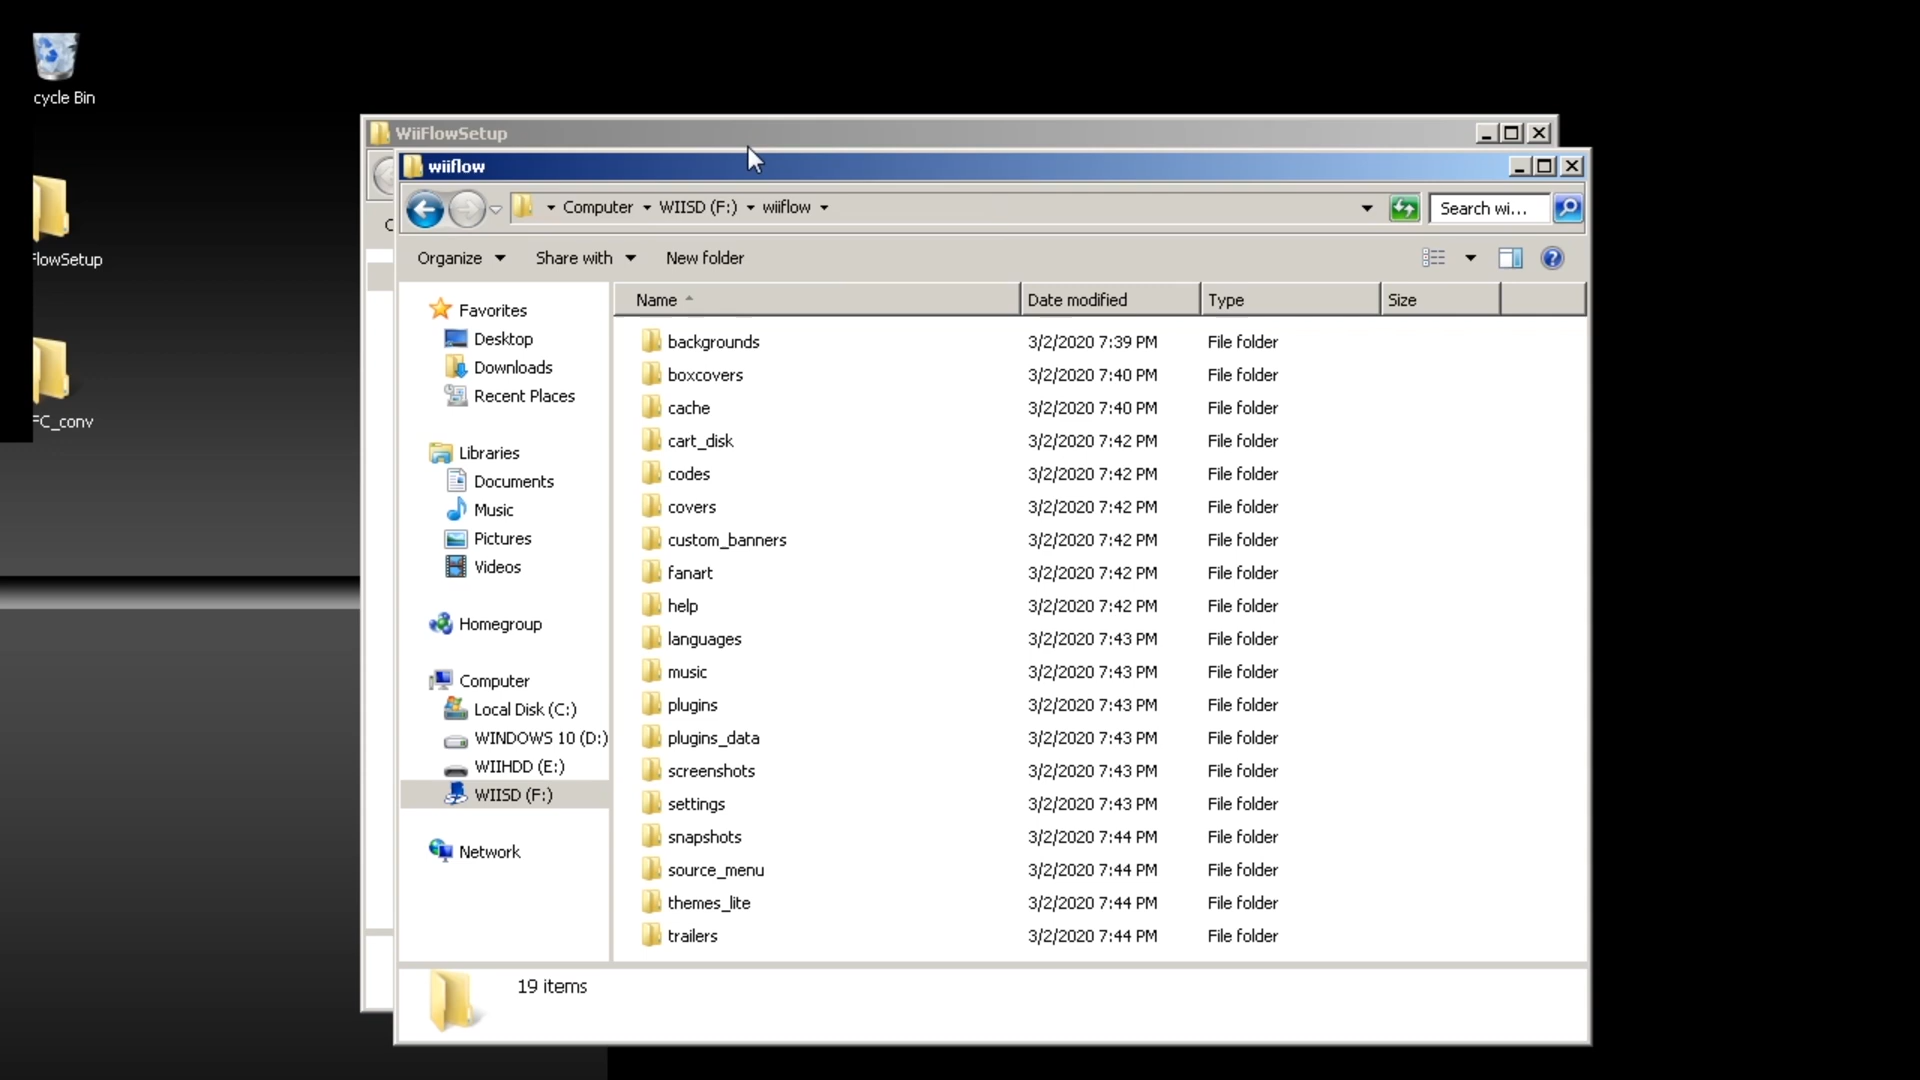 cycle Bin
FlowSetup
FC_conv
WiiFlowSetup
wiiflow
Computer WIISD (F:) wiiflow
Search wi...
Organize Share with New folder
Favorites
Desktop
Downloads
Recent Places
Libraries
Documents
Music
Pictures
Videos
Homegroup
Computer
Local Disk (C:)
WINDOWS 10 (D:)
WIIHDD (E:)
WIISD (F:)
Network
Name Date modified Type Size
backgrounds 3/2/2020 7:39 PM File folder
boxcovers 3/2/2020 7:40 PM File folder
cache 3/2/2020 7:40 PM File folder
cart_disk 3/2/2020 7:42 PM File folder
codes 3/2/2020 7:42 PM File folder
covers 3/2/2020 7:42 PM File folder
custom_banners 3/2/2020 7:42 PM File folder
fanart 3/2/2020 7:42 PM File folder
help 3/2/2020 7:42 PM File folder
languages 3/2/2020 7:43 PM File folder
music 3/2/2020 7:43 PM File folder
plugins 3/2/2020 7:43 PM File folder
plugins_data 3/2/2020 7:43 PM File folder
screenshots 3/2/2020 7:43 PM File folder
settings 3/2/2020 7:43 PM File folder
snapshots 3/2/2020 7:44 PM File folder
source_menu 3/2/2020 7:44 PM File folder
themes_lite 3/2/2020 7:44 PM File folder
trailers 3/2/2020 7:44 PM File folder
19 items